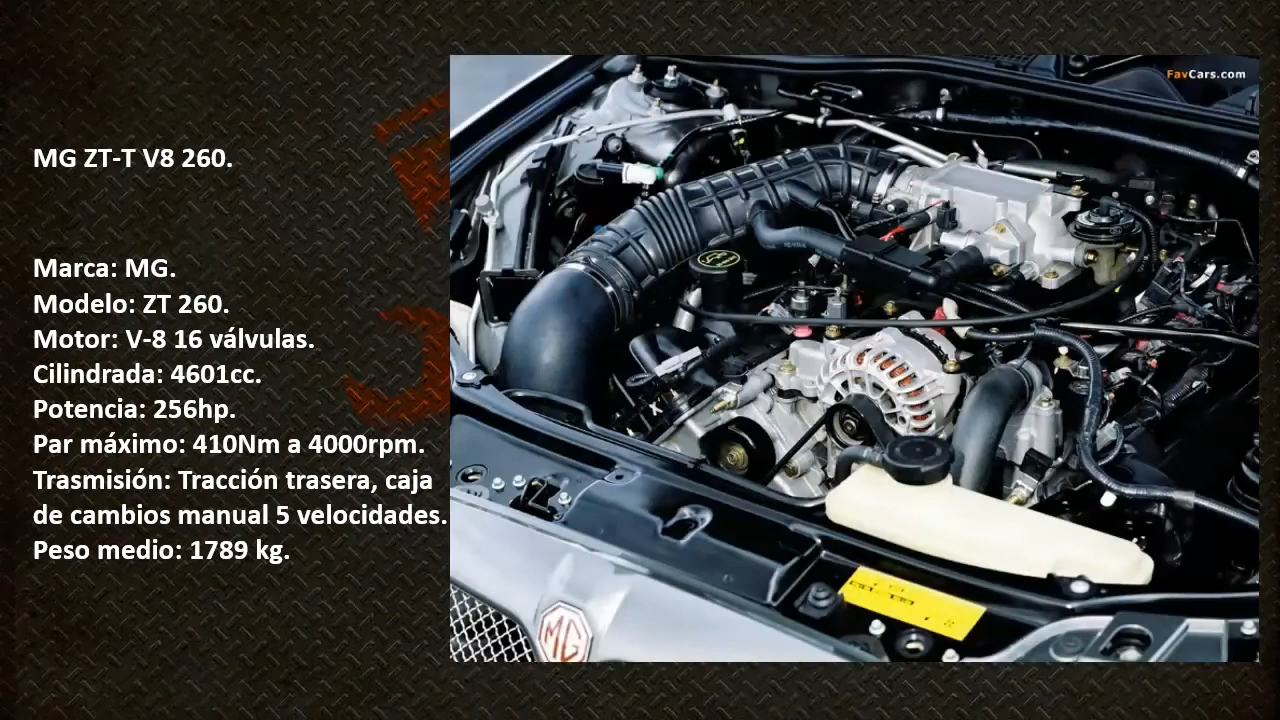 FavCars.com
MG ZT-T V8 260.
Marca: MG.
Modelo: ZT 260.
Motor: V-8 16 válvulas.
Cilindrada: 4601cc.
Potencia: 256hp.
Par máximo: 410Nm a 4000rpm.
Trasmisión: Tracción trasera, caja
de cambios manual 5 velocidades.
Peso medio: 1789 kg.
MG